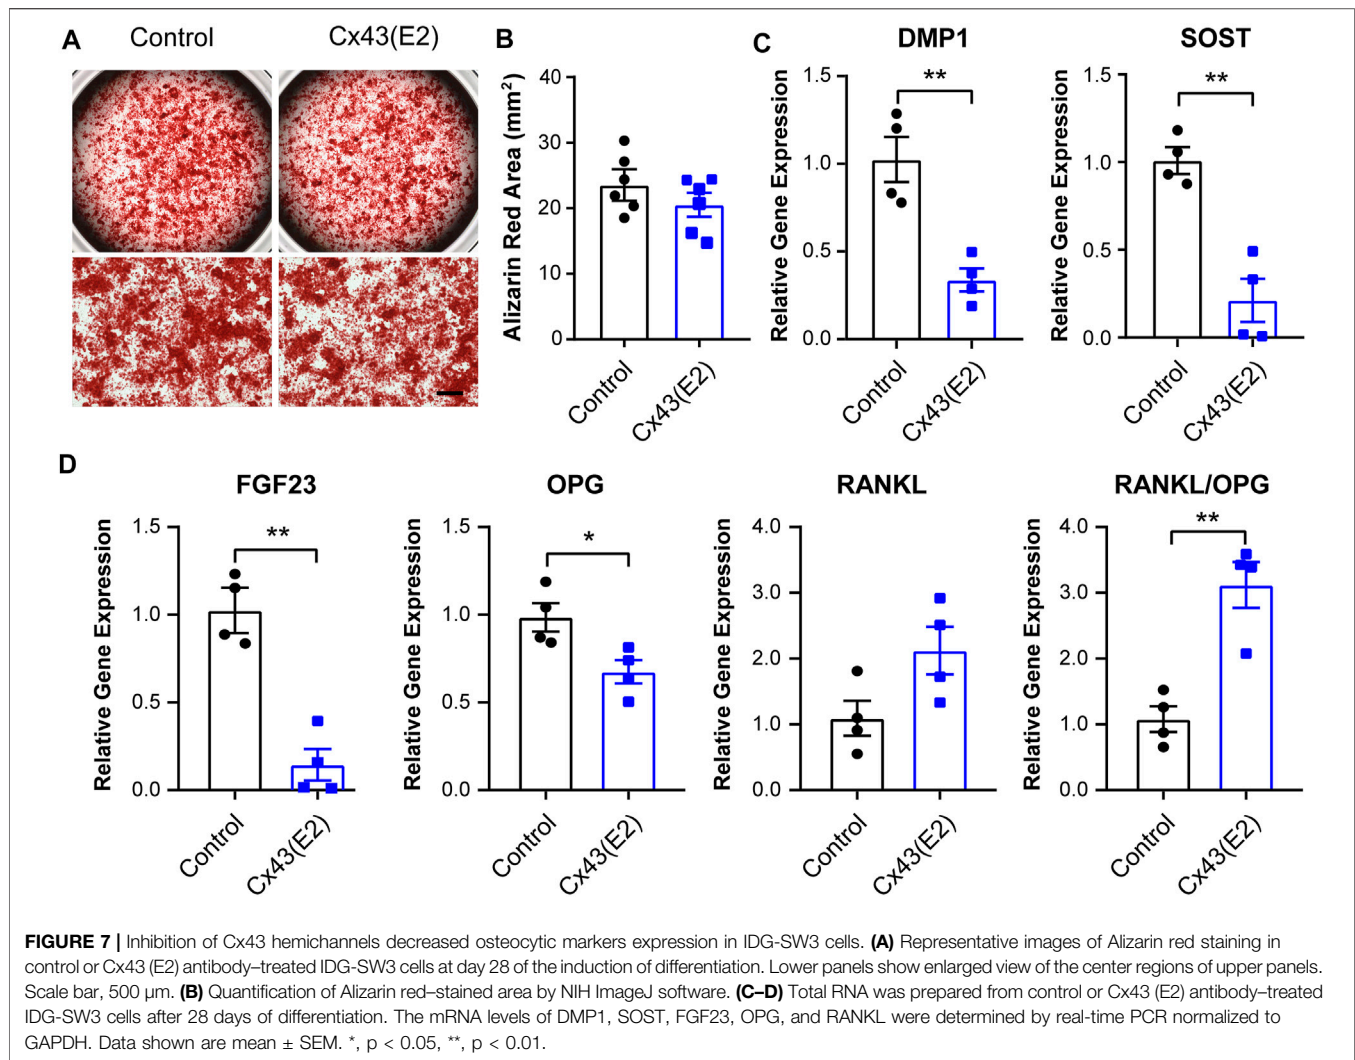 A
Control
Cx43(E2)
B
Alizarin Red Area (mm²)
40
30
20
10
0
Control
Cx43(E2)
C
DMP1
Relative Gene Expression
1.5
1.0
0.5
0.0
**
Control
Cx43(E2)
SOST
Relative Gene Expression
1.5
1.0
0.5
0.0
**
Control
Cx43(E2)
D
FGF23
Relative Gene Expression
1.5
1.0
0.5
0.0
**
Control
Cx43(E2)
OPG
Relative Gene Expression
1.5
1.0
0.5
0.0
*
Control
Cx43(E2)
RANKL
Relative Gene Expression
4.0
3.0
2.0
1.0
0.0
Control
Cx43(E2)
RANKL/OPG
Relative Gene Expression
4.0
3.0
2.0
1.0
0.0
**
Control
Cx43(E2)
FIGURE 7 | Inhibition of Cx43 hemichannels decreased osteocytic markers expression in IDG-SW3 cells. (A) Representative images of Alizarin red staining in
control or Cx43 (E2) antibody–treated IDG-SW3 cells at day 28 of the induction of differentiation. Lower panels show enlarged view of the center regions of upper panels.
Scale bar, 500 µm. (B) Quantification of Alizarin red–stained area by NIH ImageJ software. (C–D) Total RNA was prepared from control or Cx43 (E2) antibody–treated
IDG-SW3 cells after 28 days of differentiation. The mRNA levels of DMP1, SOST, FGF23, OPG, and RANKL were determined by real-time PCR normalized to
GAPDH. Data shown are mean ± SEM. *, p < 0.05, **, p < 0.01.